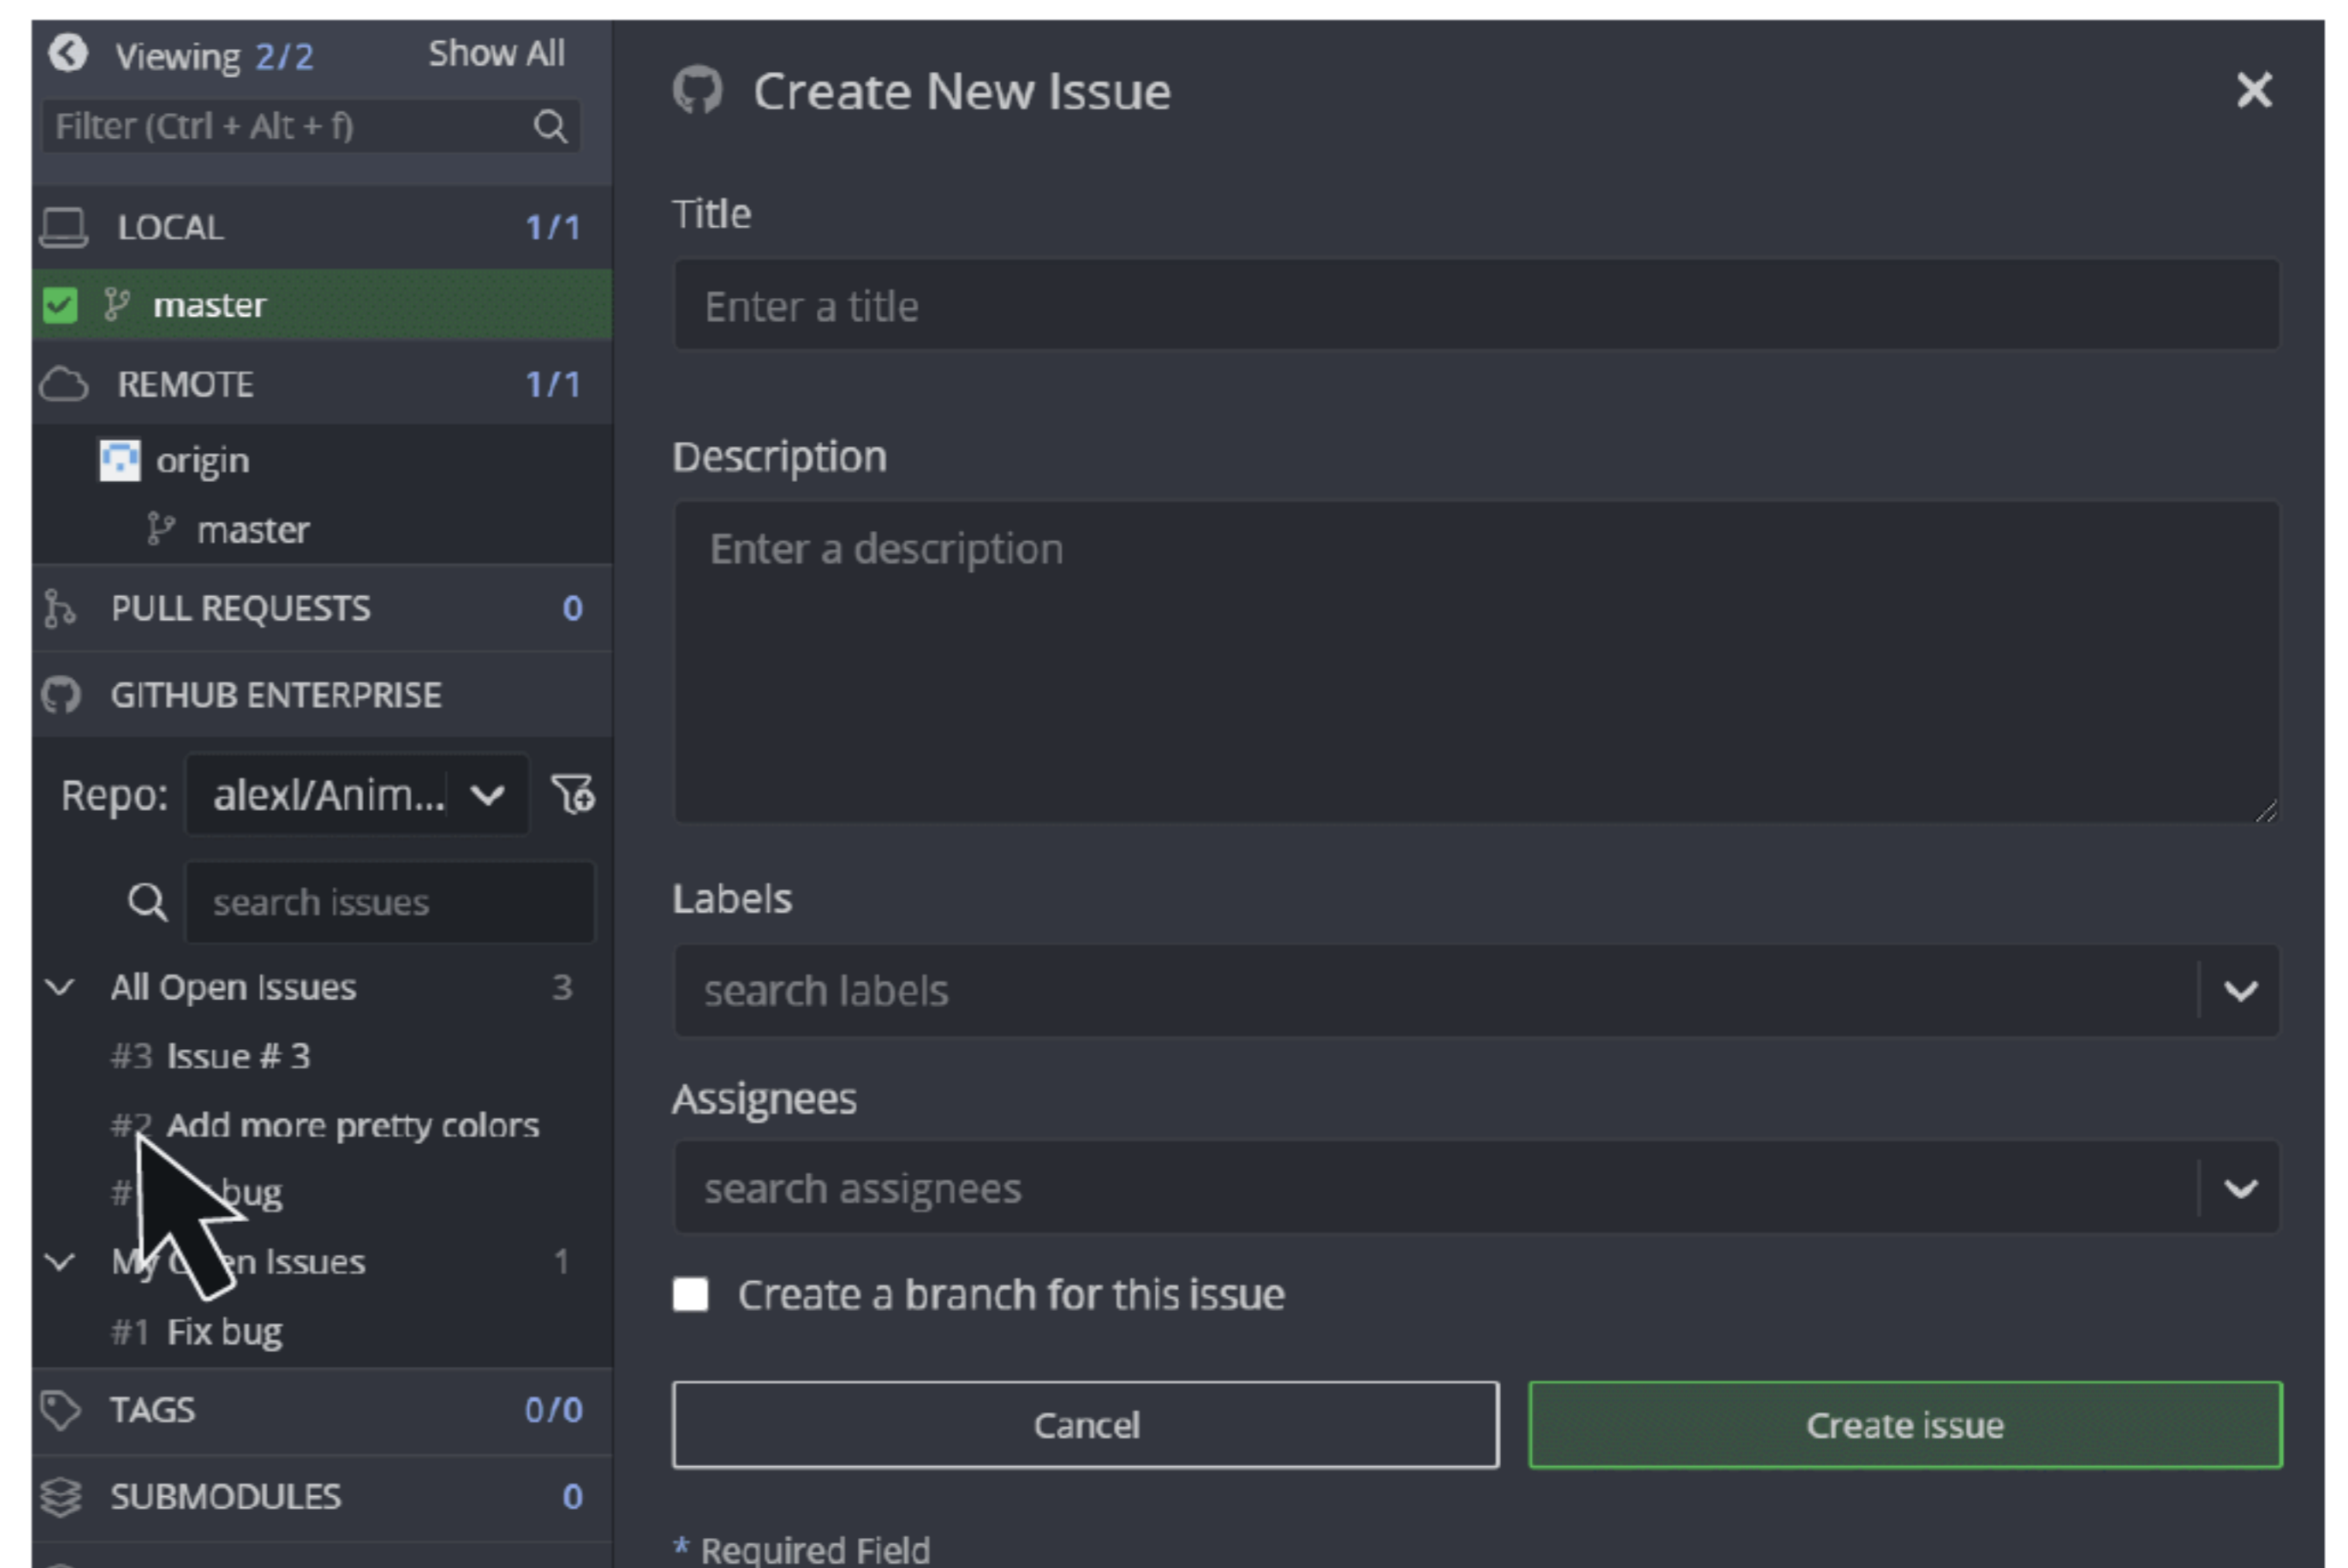 Viewing 2/2 Show All
Filter (Ctrl + Alt + f)
LOCAL 1/1
master
REMOTE 1/1
origin
master
PULL REQUESTS 0
GITHUB ENTERPRISE
Repo: alexl/Anim...
search issues
All Open Issues 3
#3 Issue # 3
#2 Add more pretty colors
# bug
My Open Issues 1
#1 Fix bug
TAGS 0/0
SUBMODULES 0
Create New Issue
Title
Enter a title
Description
Enter a description
Labels
search labels
Assignees
search assignees
Create a branch for this issue
Cancel
Create issue
* Required Field